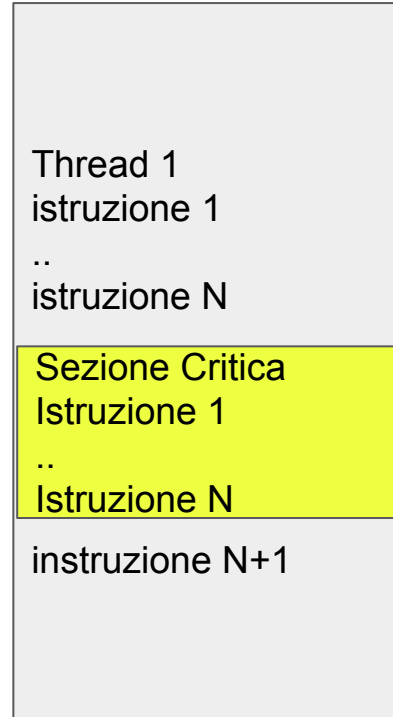 Thread 1
istruzione 1
..
istruzione N
Sezione Critica
Istruzione 1
..
Istruzione N
instruzione N+1